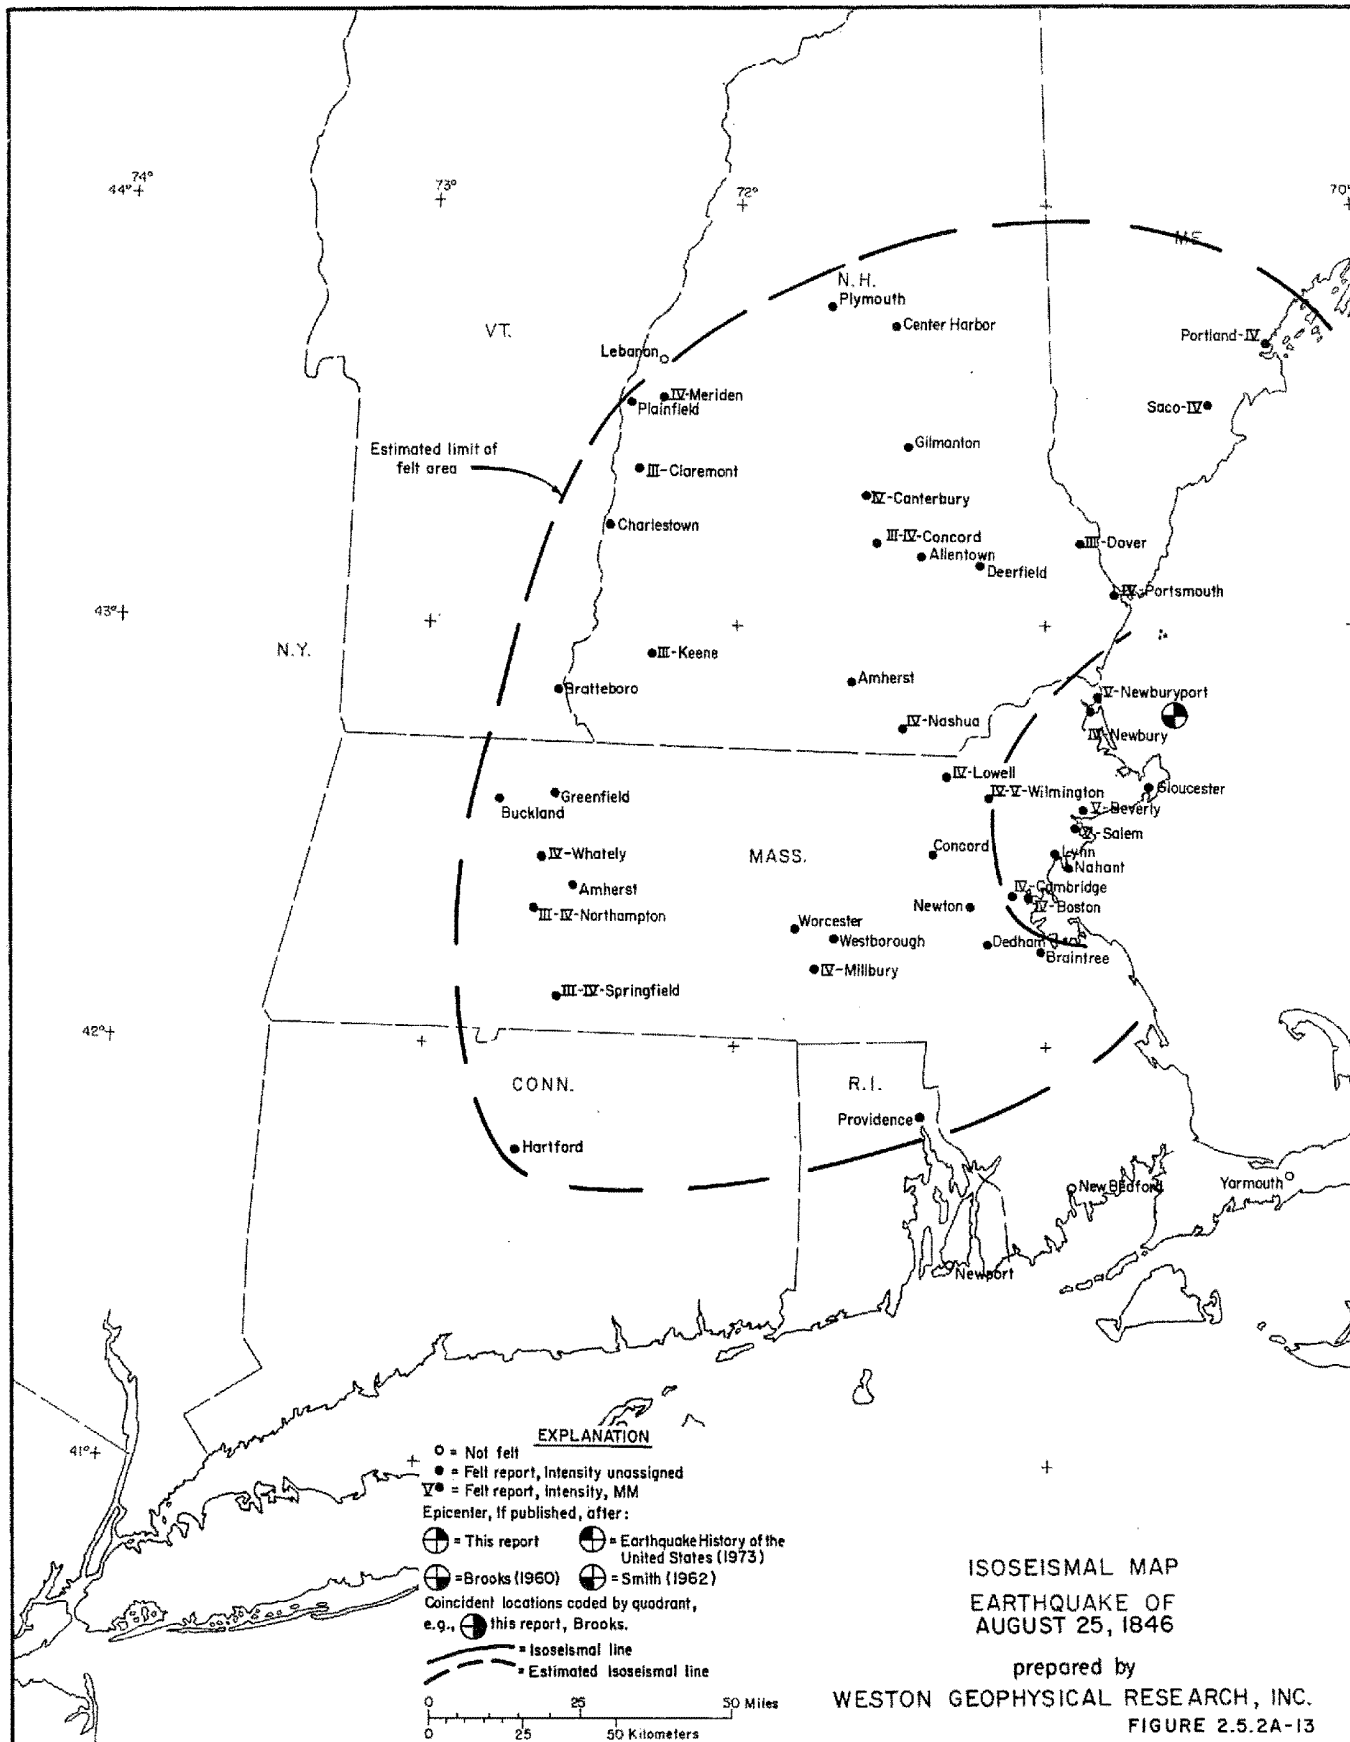 44° 74°
73°
72°
70°
ME
N.H.
Plymouth
Center Harbor
VT.
Portland-IV
Lebanon
IV-Meriden
Plainfield
Saco-IV
Estimated limit of
felt area
Gilmanton
III-Claremont
IV-Canterbury
Charlestown
III-IV-Concord
Allentown
III-Dover
Deerfield
IV-Portsmouth
43°
N.Y.
III-Keene
Amherst
Bratteboro
V-Newburyport
IV-Nashua
IV-Newbury
IV-Lowell
Gloucester
Greenfield
IV-V-Wilmington
Buckland
V-Beverly
V-Salem
Concord
IV-Whately
MASS.
Lynn
Nahant
Amherst
IV-Cambridge
Newton
IV-Boston
III-IV-Northampton
Worcester
Westborough
Dedham
Braintree
IV-Millbury
III-IV-Springfield
42°
CONN.
R.I.
Providence
Hartford
New Bedford
Yarmouth
Newport
41°
EXPLANATION
= Not felt
= Felt report, Intensity unassigned
V = Felt report, Intensity, MM
Epicenter, if published, after:
= This report
= Earthquake History of the
United States (1973)
= Brooks (1960)
= Smith (1962)
Coincident locations coded by quadrant,
e.g., this report, Brooks.
= Isoseismal line
= Estimated Isoseismal line
0 25 50 Miles
0 25 50 Kilometers
ISOSEISMAL MAP
EARTHQUAKE OF
AUGUST 25, 1846
prepared by
WESTON GEOPHYSICAL RESEARCH, INC.
FIGURE 2.5.2A-13